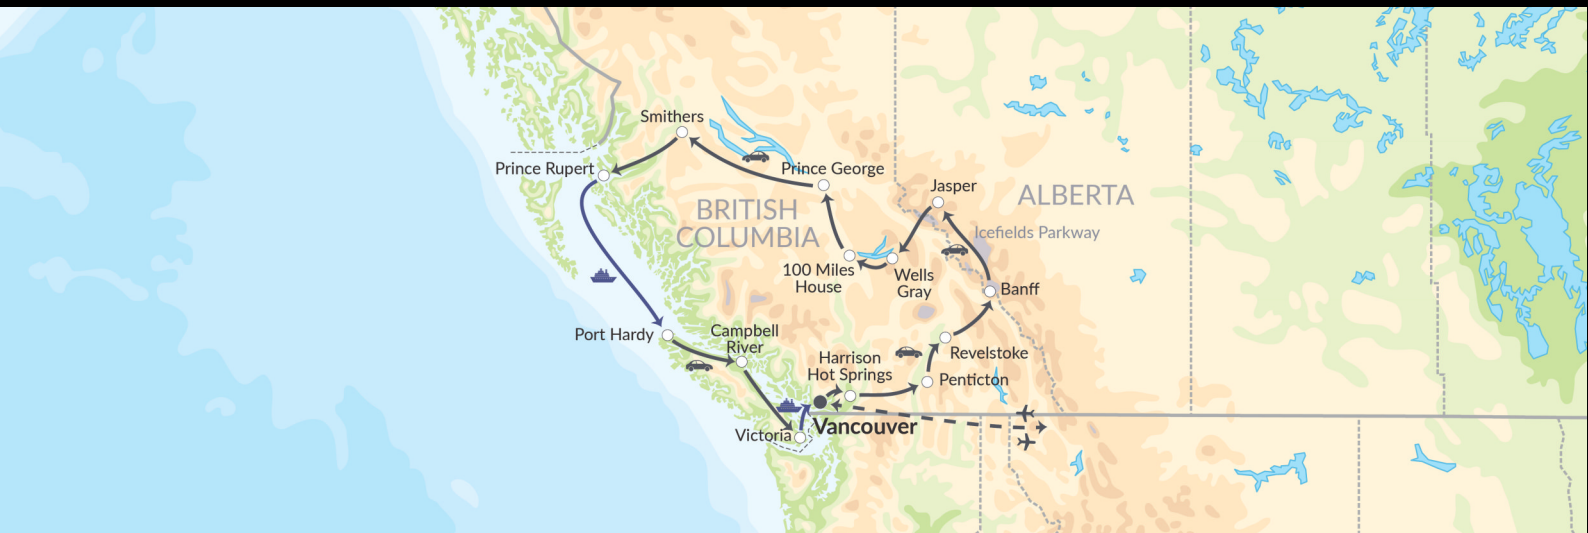 Smithers
Prince Rupert
Prince George
Jasper
ALBERTA
BRITISH
COLUMBIA
Icefields Parkway
100 Miles
House
Wells
Gray
Banff
Port Hardy
Campbell
River
Harrison
Hot Springs
Revelstoke
Penticton
Vancouver
Victoria